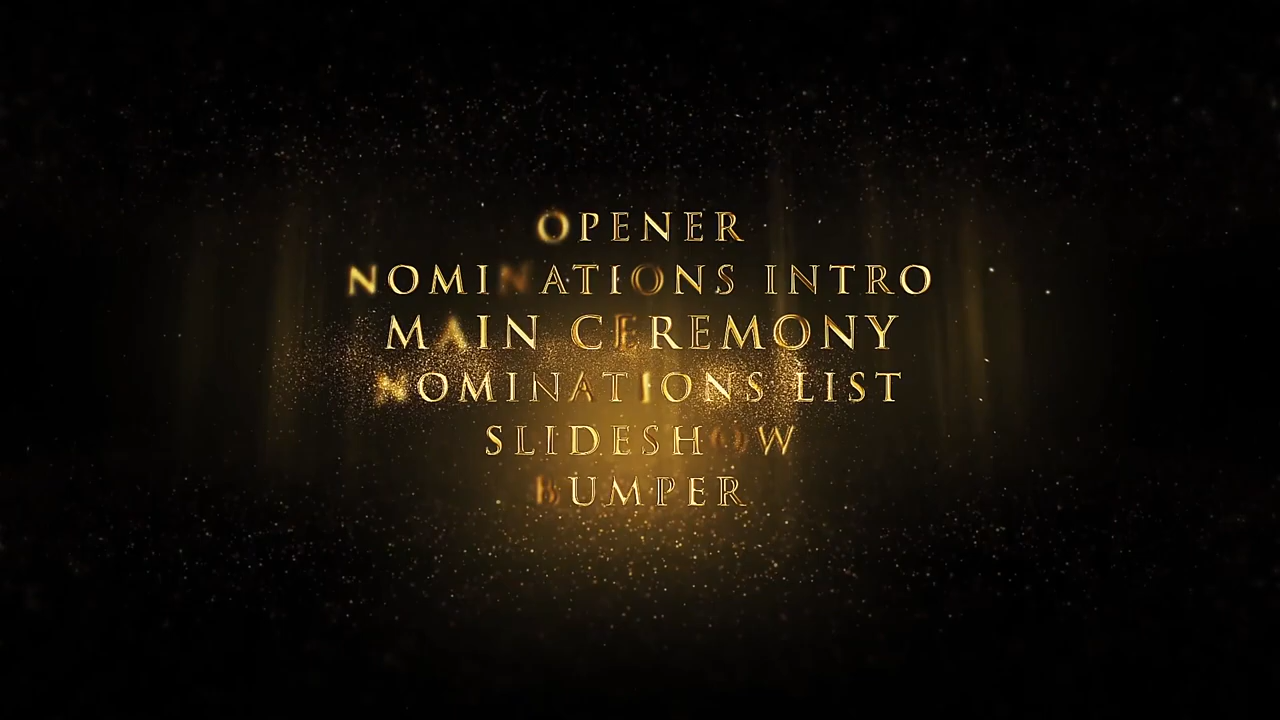 OPENER
NOMINATIONS INTRO
MAIN CEREMONY
NOMINATIONS LIST
SLIDESHOW
BUMPER